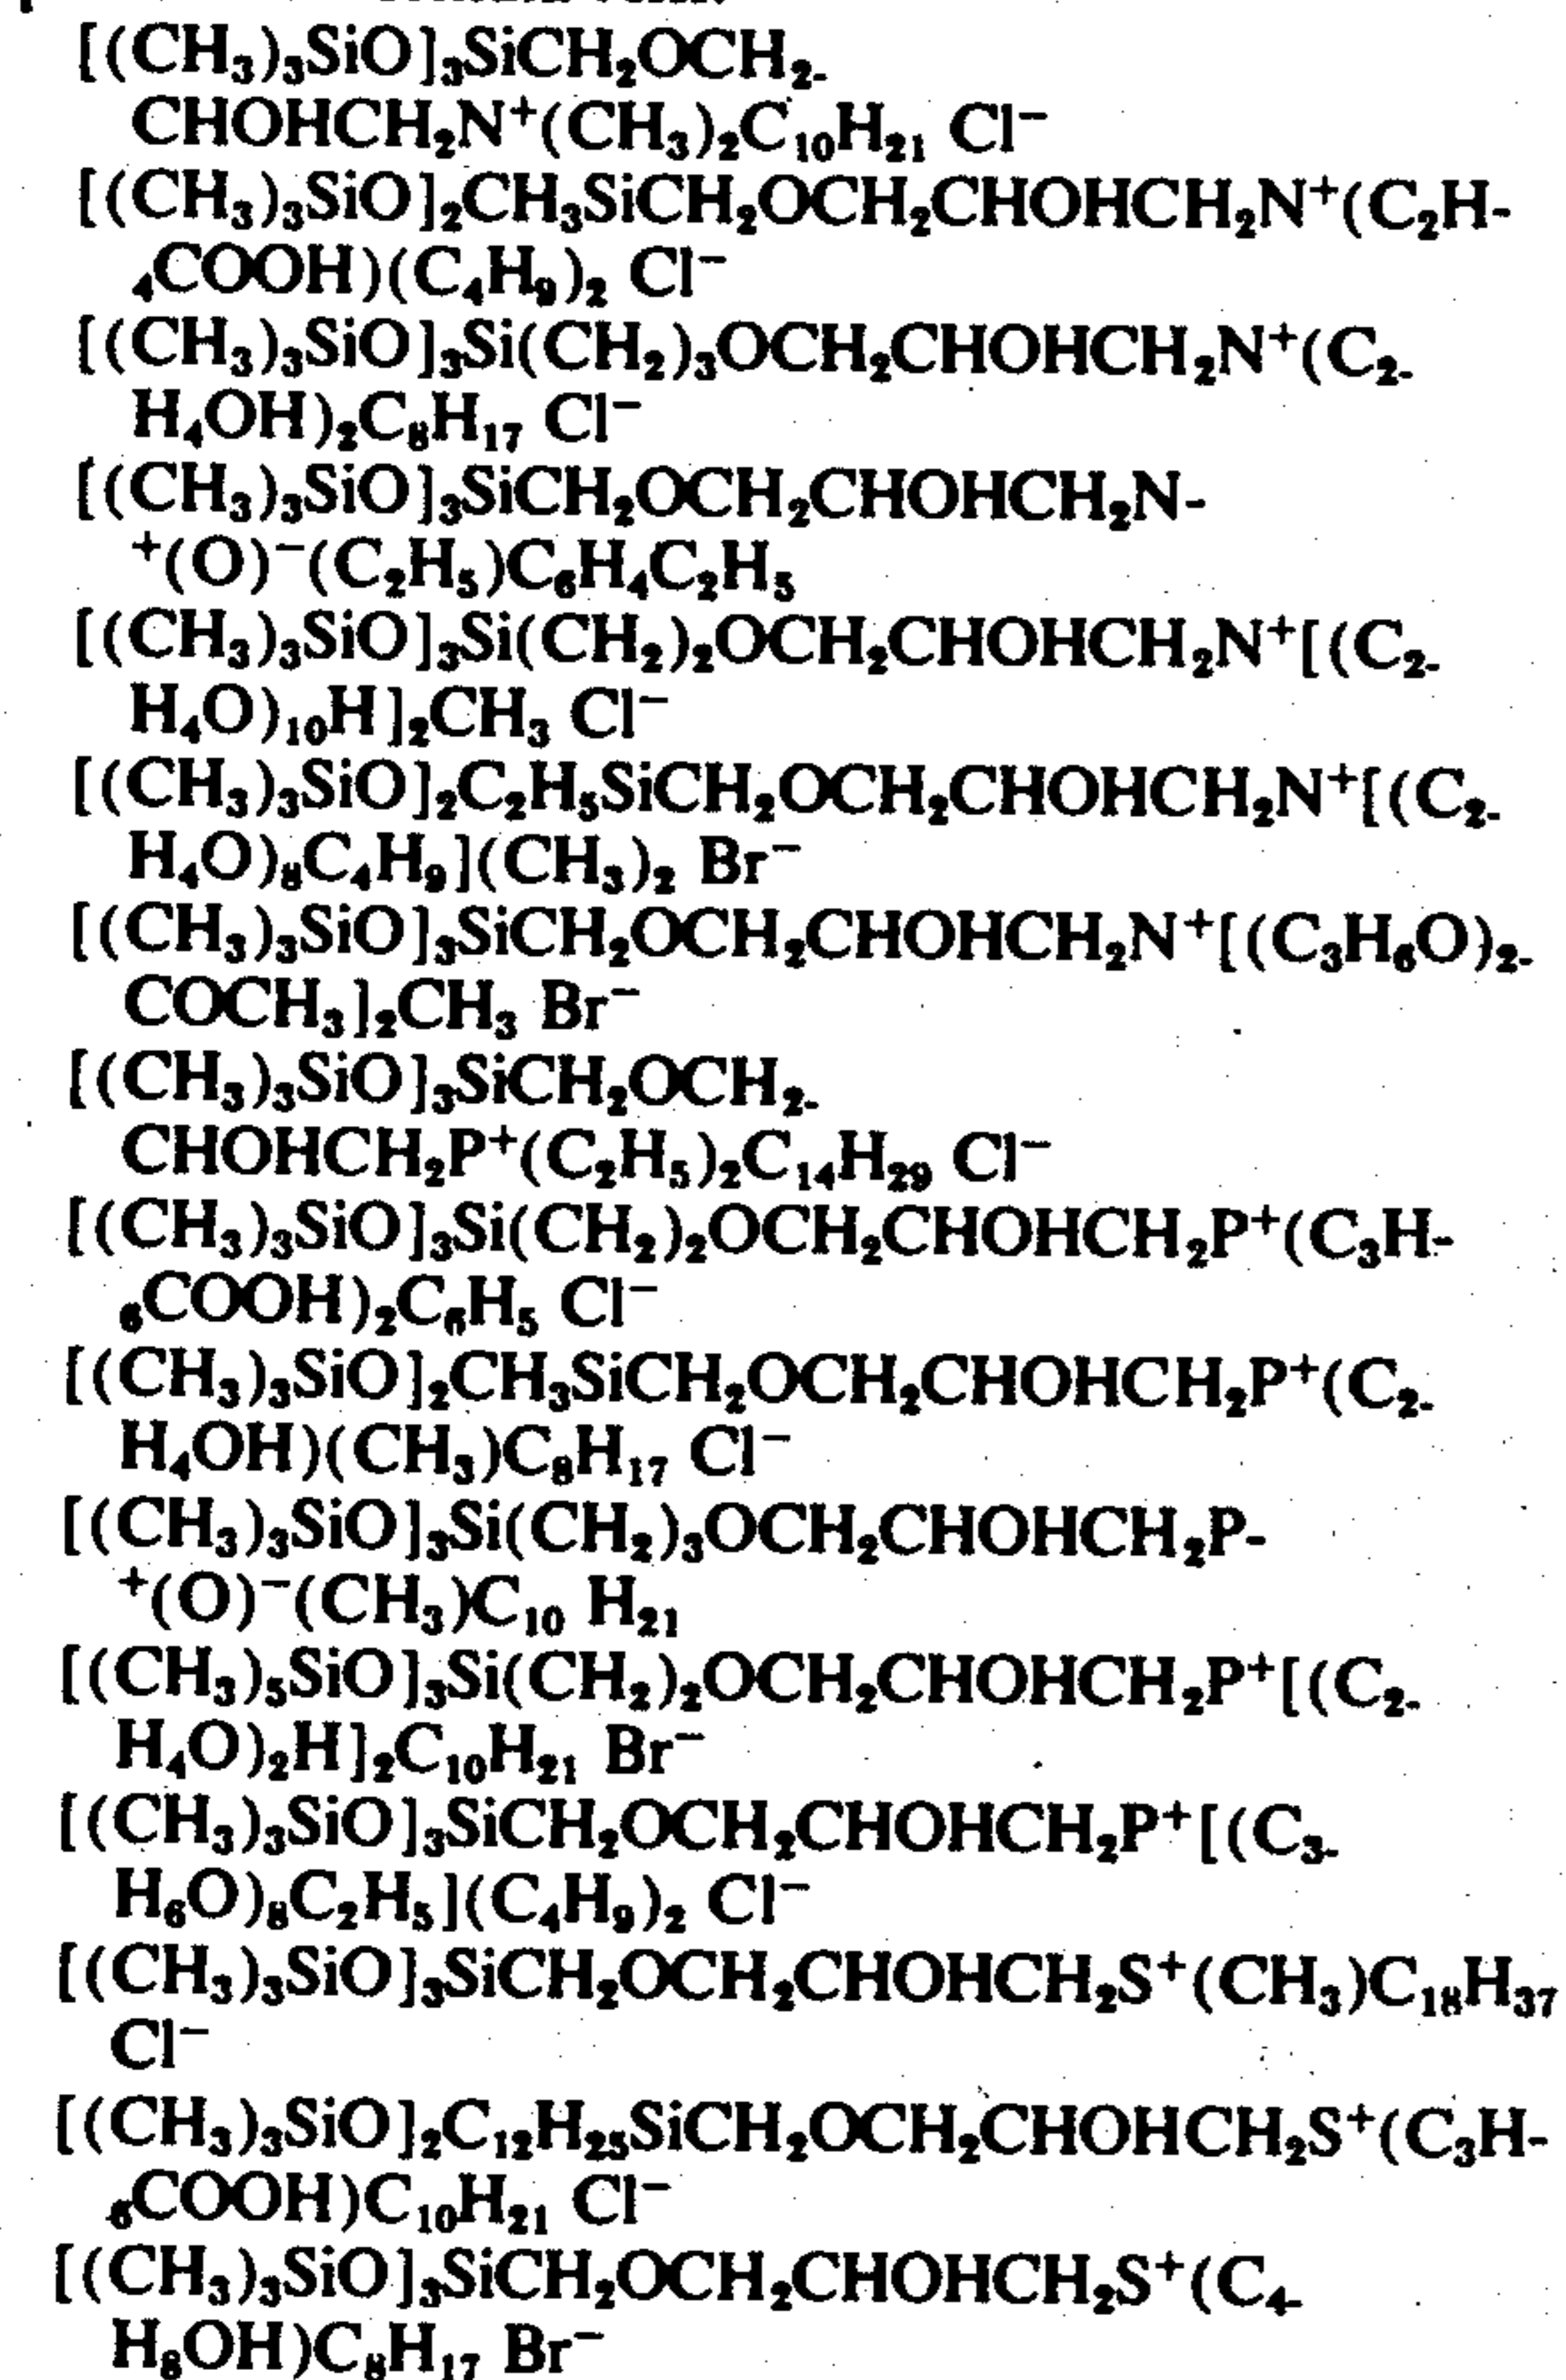 [(CH₃)₃SiO]₃SiCH₂OCH₂-
CHOHCH₂N⁺(CH₃)₂C₁₀H₂₁ Cl⁻
[(CH₃)₃SiO]₂CH₃SiCH₂OCH₂CHOHCH₂N⁺(C₂H-
₄COOH)(C₄H₉)₂ Cl⁻
[(CH₃)₃SiO]₃Si(CH₂)₃OCH₂CHOHCH₂N⁺(C₂-
H₄OH)₂C₈H₁₇ Cl⁻
[(CH₃)₃SiO]₃SiCH₂OCH₂CHOHCH₂N-
⁺(O)⁻(C₂H₅)C₆H₄C₂H₅
[(CH₃)₃SiO]₃Si(CH₂)₂OCH₂CHOHCH₂N⁺[(C₂-
H₄O)₁₀H]₂CH₃ Cl⁻
[(CH₃)₃SiO]₂C₂H₅SiCH₂OCH₂CHOHCH₂N⁺[(C₂-
H₄O)₈C₄H₉](CH₃)₂ Br⁻
[(CH₃)₃SiO]₃SiCH₂OCH₂CHOHCH₂N⁺[(C₃H₆O)₂-
COCH₃]₂CH₃ Br⁻
[(CH₃)₃SiO]₃SiCH₂OCH₂-
CHOHCH₂P⁺(C₂H₅)₂C₁₄H₂₉ Cl⁻
[(CH₃)₃SiO]₃Si(CH₂)₂OCH₂CHOHCH₂P⁺(C₃H-
₆COOH)₂C₆H₅ Cl⁻
[(CH₃)₃SiO]₂CH₃SiCH₂OCH₂CHOHCH₂P⁺(C₂-
H₄OH)(CH₃)C₈H₁₇ Cl⁻
[(CH₃)₃SiO]₃Si(CH₂)₃OCH₂CHOHCH₂P-
⁺(O)⁻(CH₃)C₁₀ H₂₁
[(CH₃)₅SiO]₃Si(CH₂)₂OCH₂CHOHCH₂P⁺[(C₂-
H₄O)₂H]₂C₁₀H₂₁ Br⁻
[(CH₃)₃SiO]₃SiCH₂OCH₂CHOHCH₂P⁺[(C₃-
H₆O)₈C₂H₅](C₄H₉)₂ Cl⁻
[(CH₃)₃SiO]₃SiCH₂OCH₂CHOHCH₂S⁺(CH₃)C₁₈H₃₇
Cl⁻
[(CH₃)₃SiO]₂C₁₂H₂₅SiCH₂OCH₂CHOHCH₂S⁺(C₃H-
₆COOH)C₁₀H₂₁ Cl⁻
[(CH₃)₃SiO]₃SiCH₂OCH₂CHOHCH₂S⁺(C₄-
H₈OH)C₈H₁₇ Br⁻